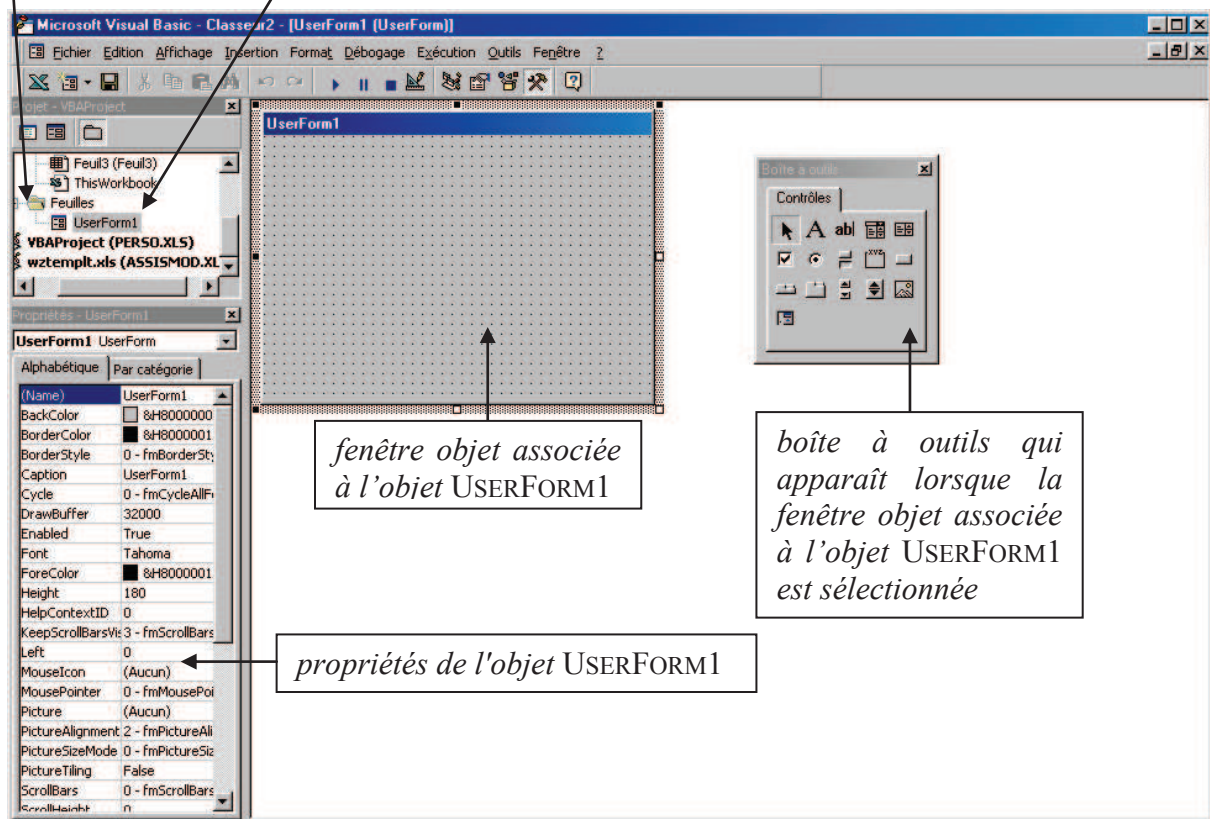 Microsoft Visual Basic - Classeur2 - [UserForm1 (UserForm)]
Fichier Edition Affichage Insertion Format Débogage Exécution Outils Fenêtre ?
Projet - VBAProject
Feuil3 (Feuil3)
ThisWorkbook
Feuilles
UserForm1
VBAProject (PERSO.XLS)
wztemplt.xls (ASSISMOD.XL
Propriétés - UserForm1
UserForm1 UserForm
Alphabétique Par catégorie
(Name) UserForm1
BackColor &H8000000
BorderColor &H8000001
BorderStyle 0 - fmBorderSty
Caption UserForm1
Cycle 0 - fmCycleAllF
DrawBuffer 32000
Enabled True
Font Tahoma
ForeColor &H8000001
Height 180
HelpContextID 0
KeepScrollBarsVis 3 - fmScrollBars
Left 0
MouseIcon (Aucun)
MousePointer 0 - fmMousePoi
Picture (Aucun)
PictureAlignment 2 - fmPictureAli
PictureSizeMode 0 - fmPictureSiz
PictureTiling False
ScrollBars 0 - fmScrollBars
ScrollHeight 0
UserForm1
Boîte à outils
Contrôles
A abl
XYZ
fenêtre objet associée
à l'objet USERFORM1
boîte à outils qui
apparaît lorsque la
fenêtre objet associée
à l'objet USERFORM1
est sélectionnée
propriétés de l'objet USERFORM1